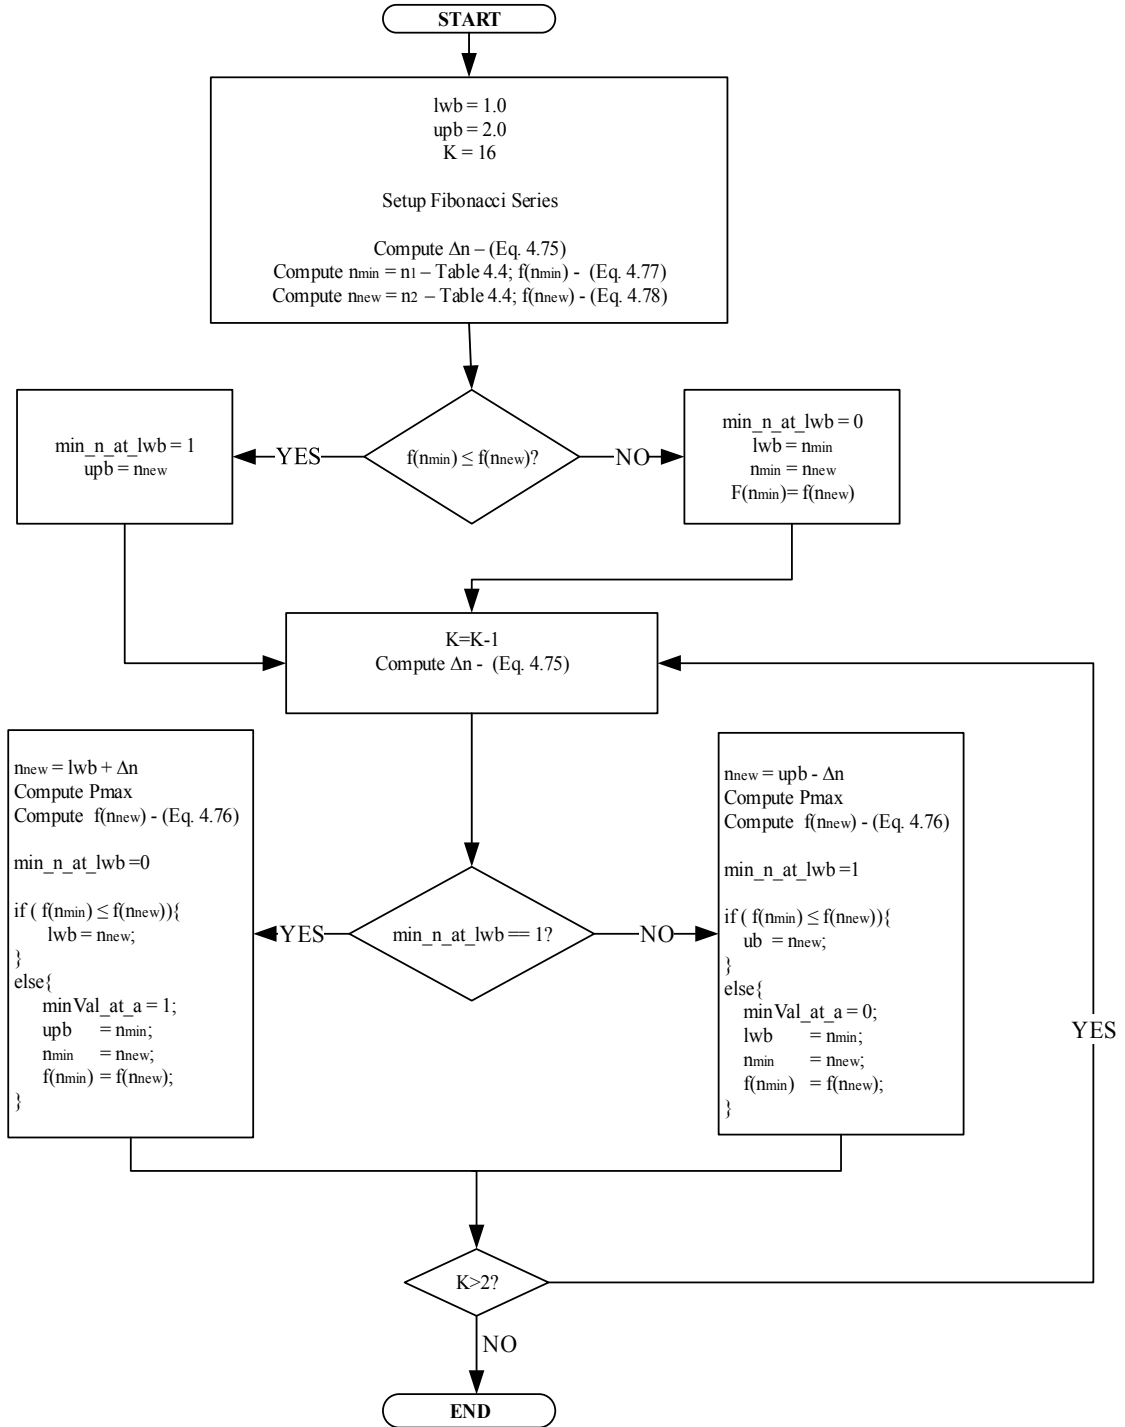 START
lwb = 1.0
upb = 2.0
K = 16
Setup Fibonacci Series
Compute Δn – (Eq. 4.75)
Compute nmin = n1 – Table 4.4; f(nmin) - (Eq. 4.77)
Compute nnew = n2 – Table 4.4; f(nnew) - (Eq. 4.78)
min_n_at_lwb = 1
upb = nnew
YES
f(nmin) ≤ f(nnew)?
NO
min_n_at_lwb = 0
lwb = nmin
nmin = nnew
F(nmin)= f(nnew)
K=K-1
Compute Δn - (Eq. 4.75)
nnew = lwb + Δn
Compute Pmax
Compute f(nnew) - (Eq. 4.76)
min_n_at_lwb =0
if ( f(nmin) ≤ f(nnew)){
lwb = nnew;
}
else{
minVal_at_a = 1;
upb = nmin;
nmin = nnew;
f(nmin) = f(nnew);
}
YES
min_n_at_lwb == 1?
NO
nnew = upb - Δn
Compute Pmax
Compute f(nnew) - (Eq. 4.76)
min_n_at_lwb =1
if ( f(nmin) ≤ f(nnew)){
ub = nnew;
}
else{
minVal_at_a = 0;
lwb = nmin;
nmin = nnew;
f(nmin) = f(nnew);
}
YES
K>2?
NO
END